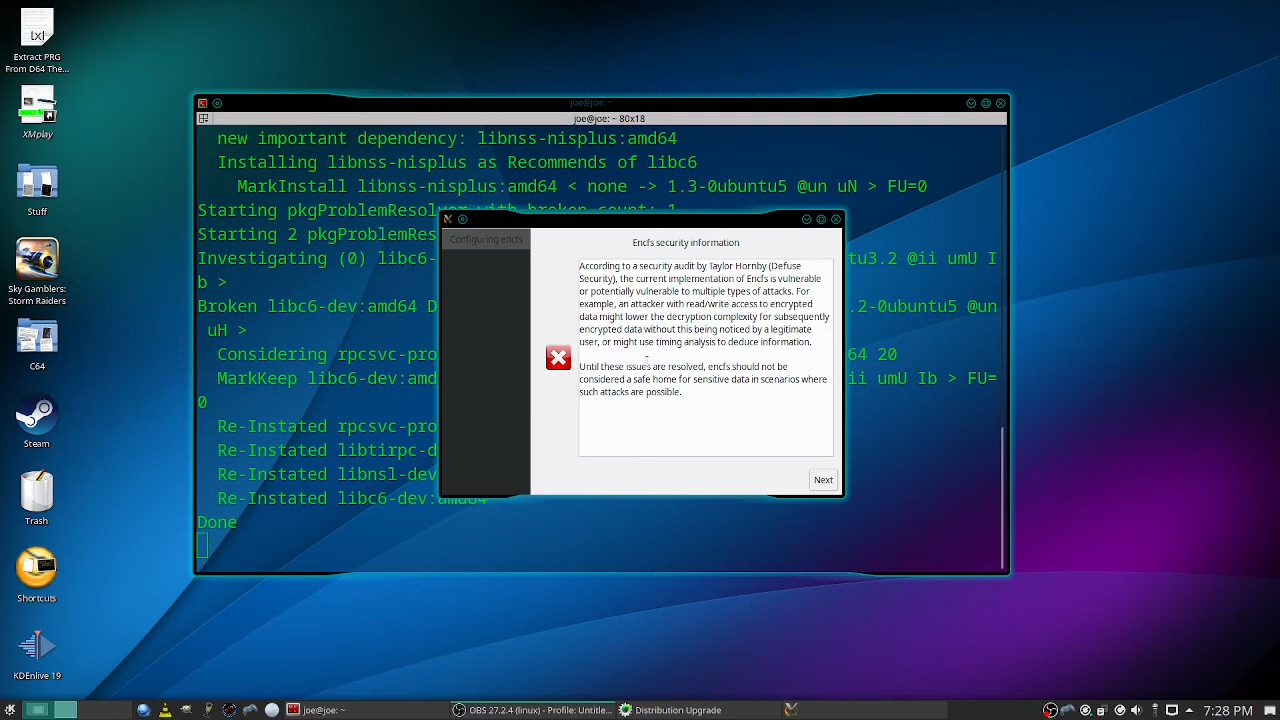 txl
Extract PRG
From D64 The...
XMplay
Stuff
Sky Gamblers:
Storm Raiders
C64
Steam
Trash
Shortcuts
KDEnlive 19
joe@joe: ~
joe@joe: ~ 80x18
new important dependency: libnss-nisplus:amd64
Installing libnss-nisplus as Recommends of libc6
MarkInstall libnss-nisplus:amd64 < none -> 1.3-0ubuntu5 @un uN > FU=0
Starting pkgProblemResolver with broken count: 1
Starting 2 pkgProblemRes
Investigating (0) libc6- tu3.2 @ii umU I
b >
Broken libc6-dev:amd64 D .2-0ubuntu5 @un
uH >
Considering rpcsvc-pro 64 20
MarkKeep libc6-dev:amd ii umU Ib > FU=
0
Re-Instated rpcsvc-pro
Re-Instated libtirpc-d
Re-Instated libnsl-dev
Re-Instated libc6-dev:amd64
Done
Configuring encfs
Encfs security information
According to a security audit by Taylor Hornby (Defuse
Security), the current implementation of Encfs is vulnerable
or potentially vulnerable to multiple types of attacks. For
example, an attacker with read/write access to encrypted
data might lower the decryption complexity for subsequently
encrypted data without this being noticed by a legitimate
user, or might use timing analysis to deduce information.
Until these issues are resolved, encfs should not be
considered a safe home for sensitive data in scenarios where
such attacks are possible.
Next
joe@joe: ~
OBS 27.2.4 (linux) - Profile: Untitle...
Distribution Upgrade
7:28 PM